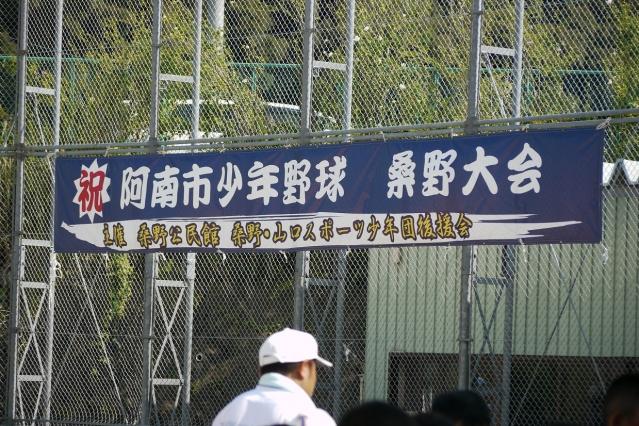 祝 阿南市少年野球 桑野大会
主催 桑野公民館 桑野・山口スポーツ少年団後援会